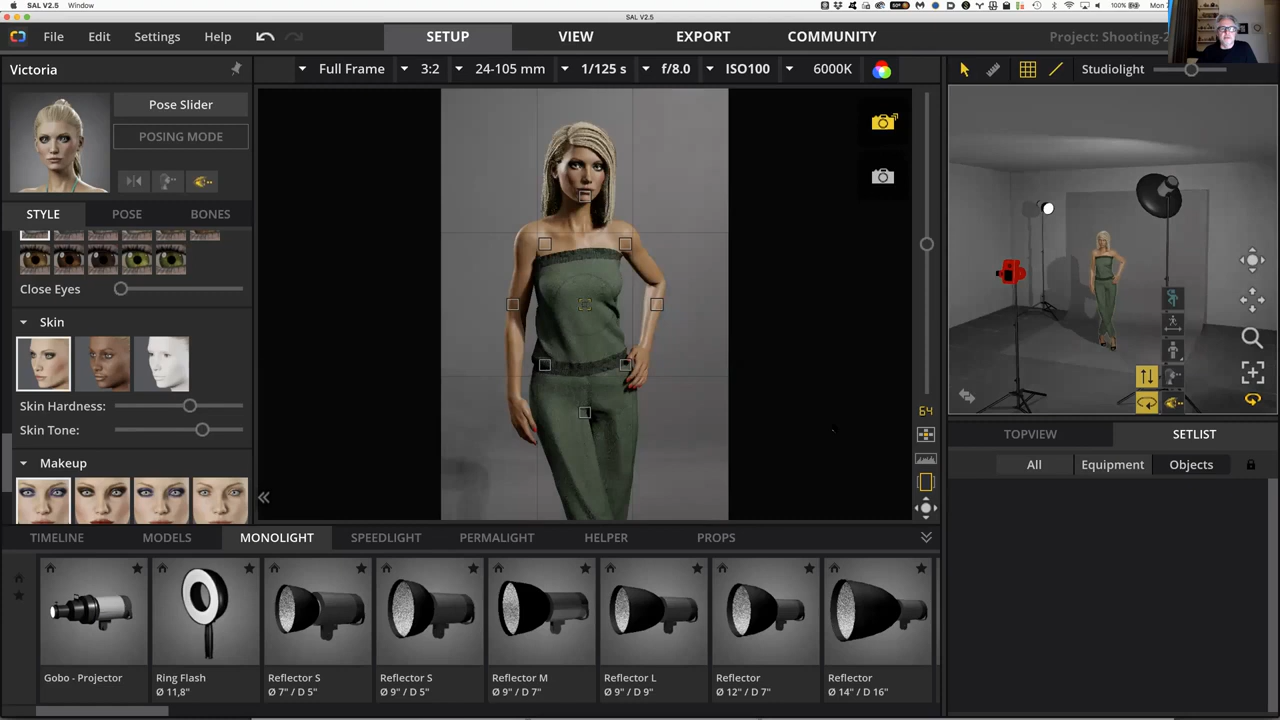 SAL V2.5 Window
100%
Mon
SAL V2.5
File Edit Settings Help
SETUP VIEW EXPORT COMMUNITY
Project: Shooting-2
Victoria
Full Frame 3:2 24-105 mm 1/125 s f/8.0 ISO100 6000K
Studiolight
Pose Slider
POSING MODE
STYLE POSE BONES
Close Eyes
Skin
Skin Hardness:
Skin Tone:
Makeup
64
TOPVIEW SETLIST
All Equipment Objects
TIMELINE MODELS MONOLIGHT SPEEDLIGHT PERMALIGHT HELPER PROPS
Gobo - Projector
Ring Flash
Ø 11,8"
Reflector S
Ø 7" / D 5"
Reflector S
Ø 9" / D 5"
Reflector M
Ø 9" / D 7"
Reflector L
Ø 9" / D 9"
Reflector
Ø 12" / D 7"
Reflector
Ø 14" / D 16"